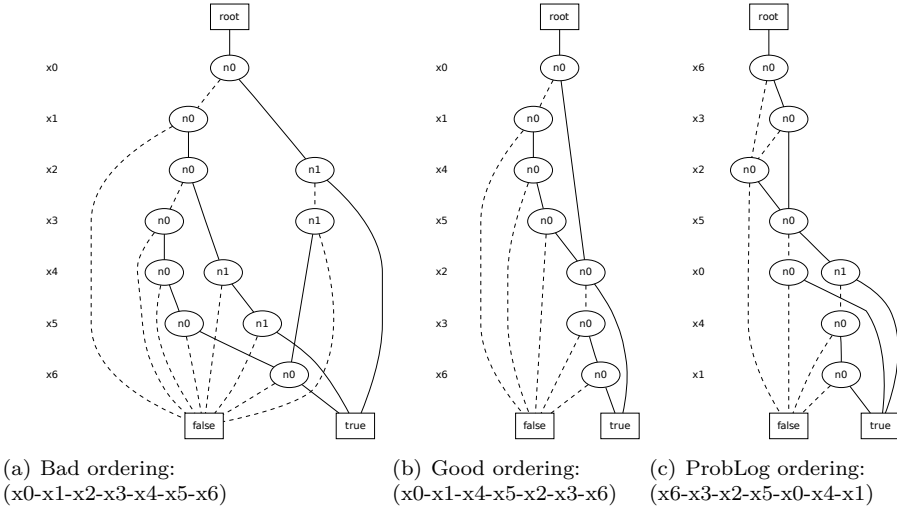 root root root
x0 n0 x0 n0 x6 n0
x1 n0 x1 n0 x3 n0
x2 n0 n1 x4 n0 x2 n0
x3 n0 n1 x5 n0 x5 n0
x4 n0 n1 x2 n0 x0 n0 n1
x5 n0 n1 x3 n0 x4 n0
x6 n0 x6 n0 x1 n0
false true false true false true
(a) Bad ordering: (b) Good ordering: (c) ProbLog ordering:
(x0-x1-x2-x3-x4-x5-x6) (x0-x1-x4-x5-x2-x3-x6) (x6-x3-x2-x5-x0-x4-x1)